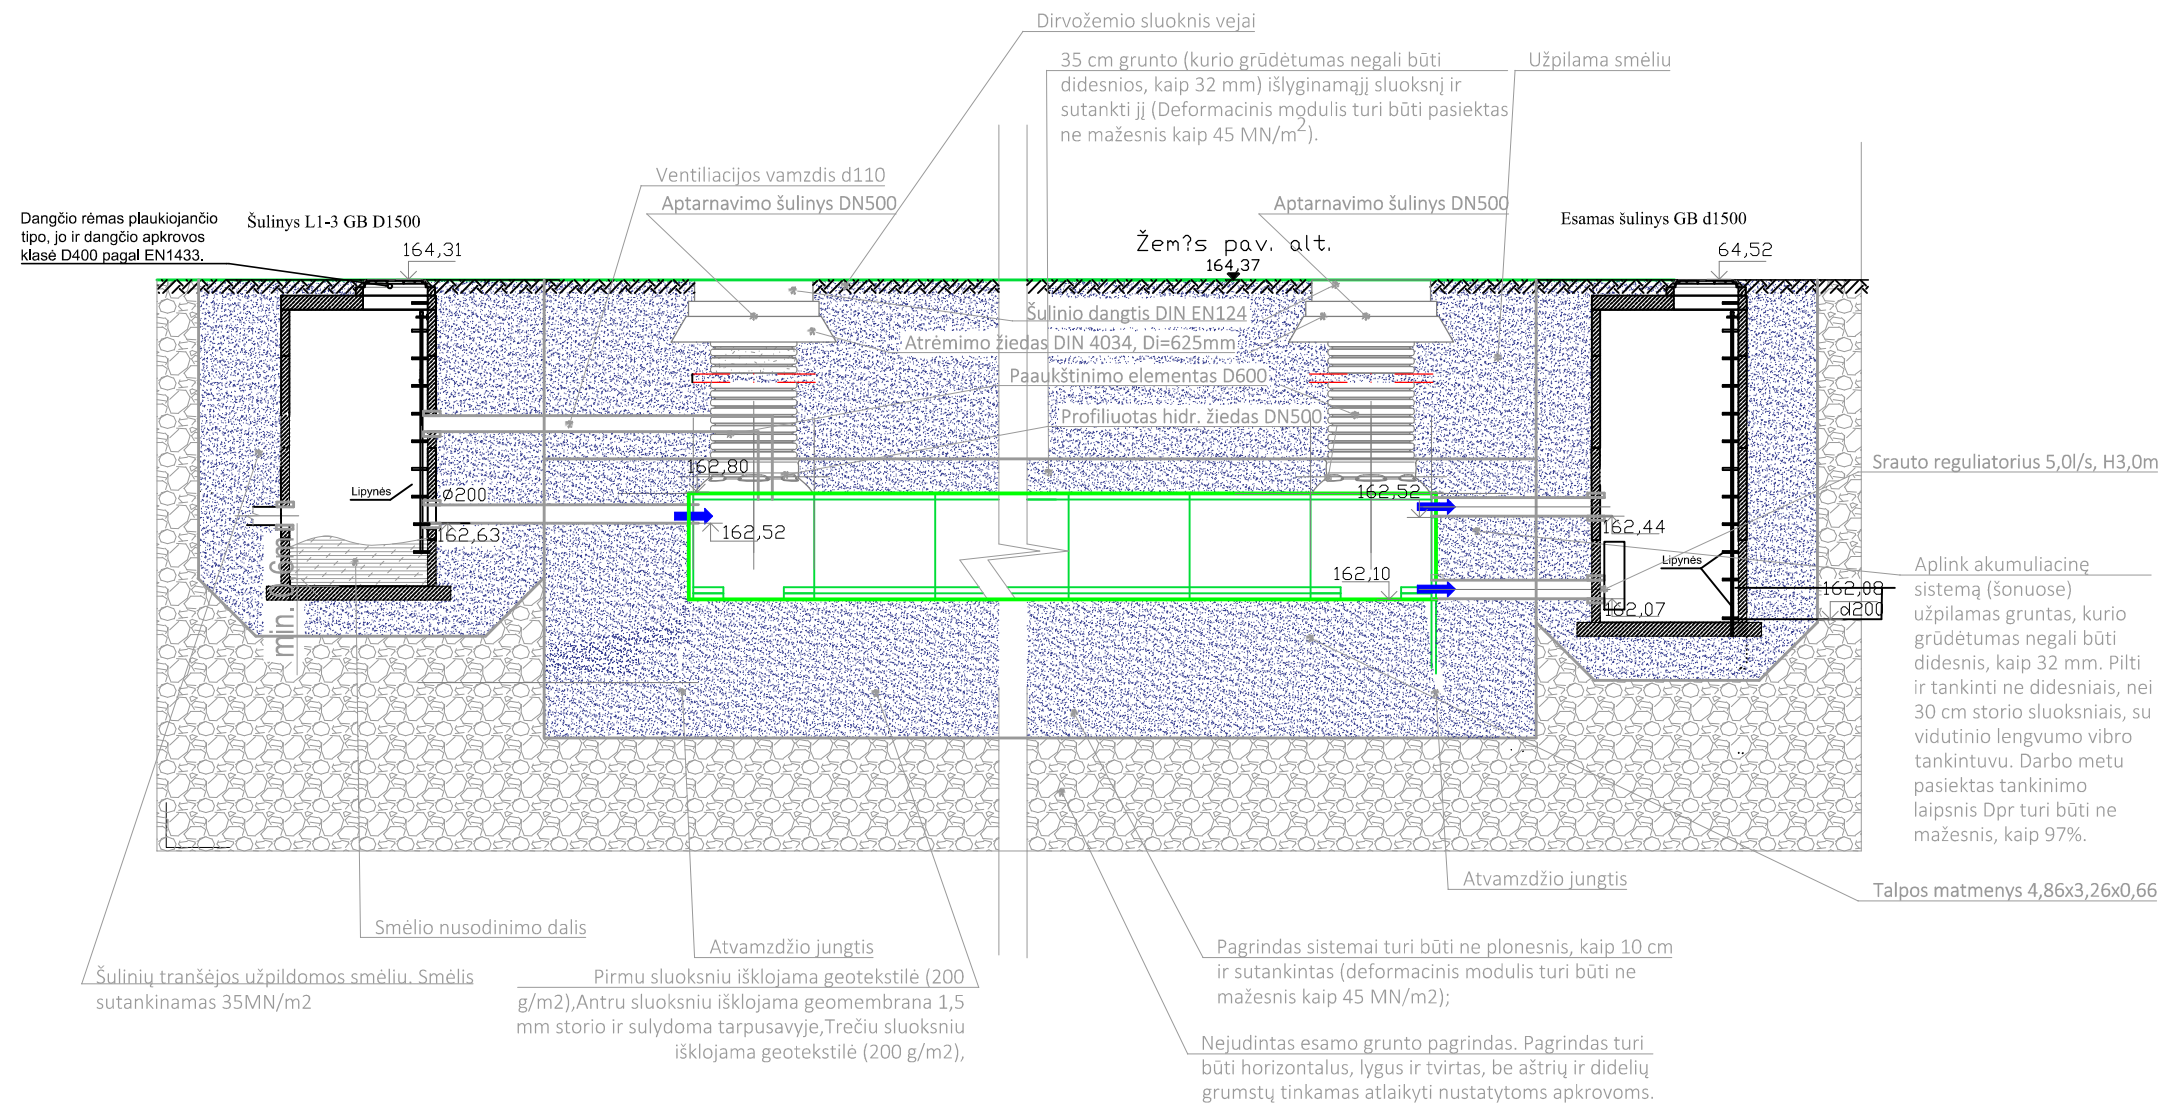 Dirvožemio sluoksnis vejai
35 cm grunto (kurio grūdėtumas negali būti
didesnios, kaip 32 mm) išlyginamąjį sluoksnį ir
sutankti jį (Deformacinis modulis turi būti pasiektas
ne mažesnis kaip 45 MN/m²).
Užpilama smėliu
Ventiliacijos vamzdis d110
Aptarnavimo šulinys DN500
Aptarnavimo šulinys DN500
Dangčio rėmas plaukiojančio
tipo, jo ir dangčio apkrovos
klasė D400 pagal EN1433.
Šulinys L1-3 GB D1500
164,31
Žem?s pav. alt.
164,37
Esamas šulinys GB d1500
64,52
Šulinio dangtis DIN EN124
Atrėmimo žiedas DIN 4034, Di=625mm
Paaukštinimo elementas D600
Profiliuotas hidr. žiedas DN500
162,80
Lipynės
ø200
162,63
162,52
162,52
162,10
162,44
Lipynės
162,07
162,08
d200
min.
Srauto reguliatorius 5,0l/s, H3,0m
Aplink akumuliacinę
sistemą (šonuose)
užpilamas gruntas, kurio
grūdėtumas negali būti
didesnis, kaip 32 mm. Pilti
ir tankinti ne didesniais, nei
30 cm storio sluoksniais, su
vidutinio lengvumo vibro
tankintuvu. Darbo metu
pasiektas tankinimo
laipsnis Dpr turi būti ne
mažesnis, kaip 97%.
Atvamzdžio jungtis
Talpos matmenys 4,86x3,26x0,66
Smėlio nusodinimo dalis
Atvamzdžio jungtis
Šulinių tranšėjos užpildomos smėliu. Smėlis
sutankinamas 35MN/m2
Pirmu sluoksniu išklojama geotekstilė (200
g/m2),Antru sluoksniu išklojama geomembrana 1,5
mm storio ir sulydoma tarpusavyje,Trečiu sluoksniu
išklojama geotekstilė (200 g/m2),
Pagrindas sistemai turi būti ne plonesnis, kaip 10 cm
ir sutankintas (deformacinis modulis turi būti ne
mažesnis kaip 45 MN/m2);
Nejudintas esamo grunto pagrindas. Pagrindas turi
būti horizontalus, lygus ir tvirtas, be aštrių ir didelių
grumstų tinkamas atlaikyti nustatytoms apkrovoms.